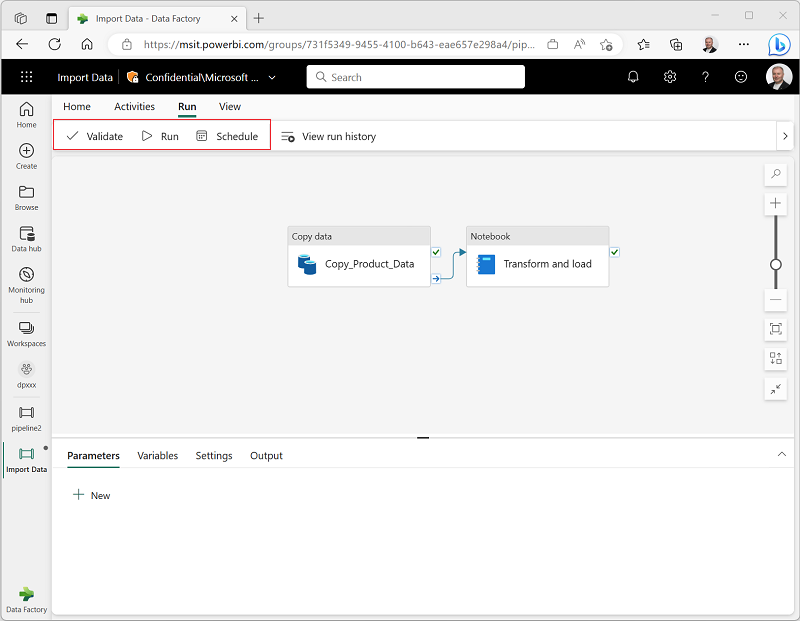 Import Data - Data Factory
https://msit.powerbi.com/groups/731f5349-9455-4100-b643-eae657e298a4/pip...
Import Data
Confidential\Microsoft ...
Search
Home
Activities
Run
View
Validate
Run
Schedule
View run history
Home
Create
Browse
Data hub
Monitoring
hub
Workspaces
dpxxx
pipeline2
Import Data
Data Factory
Copy data
Copy_Product_Data
Notebook
Transform and load
Parameters
Variables
Settings
Output
New